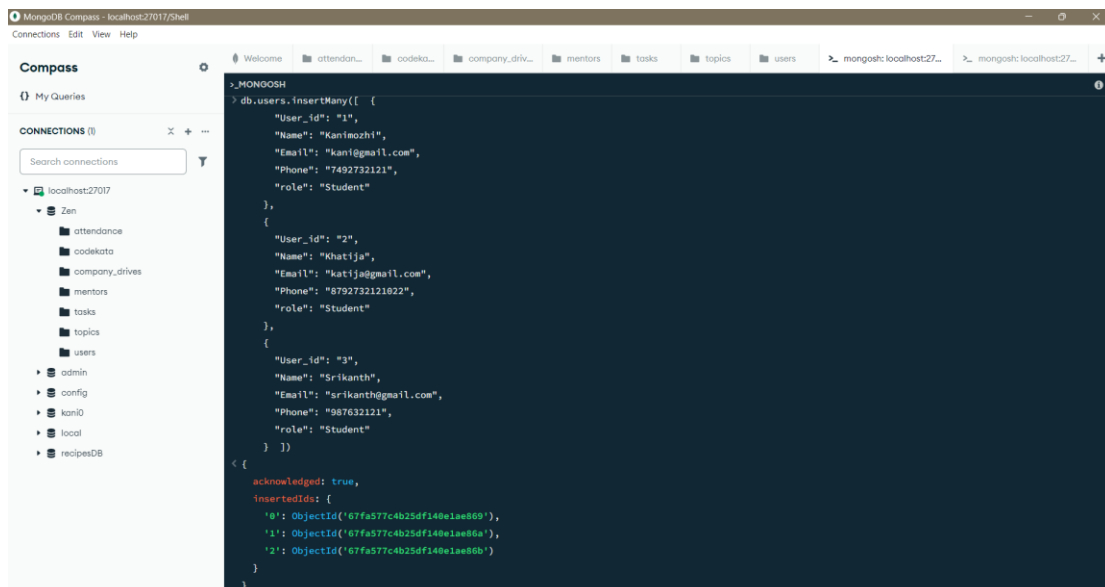 MongoDB Compass - localhost:27017/Shell
Connections Edit View Help
Compass
{} My Queries
CONNECTIONS (1)
Search connections
localhost:27017
Zen
attendance
codekata
company_drives
mentors
tasks
topics
users
admin
config
kani0
local
recipesDB
Welcome attendan... codeka... company_driv... mentors tasks topics users >_ mongosh: localhost:27... >_ mongosh: localhost:27... +
>_MONGOSH
> db.users.insertMany([ {
"User_id": "1",
"Name": "Kanimozhi",
"Email": "kani@gmail.com",
"Phone": "7492732121",
"role": "Student"
},
{
"User_id": "2",
"Name": "Khatija",
"Email": "katija@gmail.com",
"Phone": "8792732121022",
"role": "Student"
},
{
"User_id": "3",
"Name": "Srikanth",
"Email": "srikanth@gmail.com",
"Phone": "987632121",
"role": "Student"
} ])
< {
acknowledged: true,
insertedIds: {
'0': ObjectId('67fa577c4b25df140e1ae869'),
'1': ObjectId('67fa577c4b25df140e1ae86a'),
'2': ObjectId('67fa577c4b25df140e1ae86b')
}
}